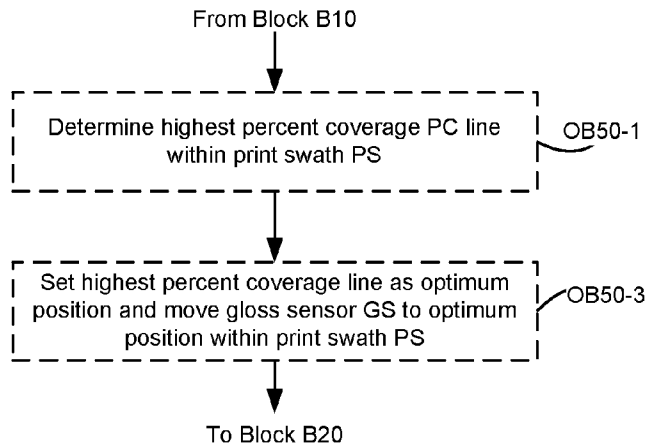 From Block B10
Determine highest percent coverage PC line
within print swath PS
OB50-1
Set highest percent coverage line as optimum
position and move gloss sensor GS to optimum
position within print swath PS
OB50-3
To Block B20